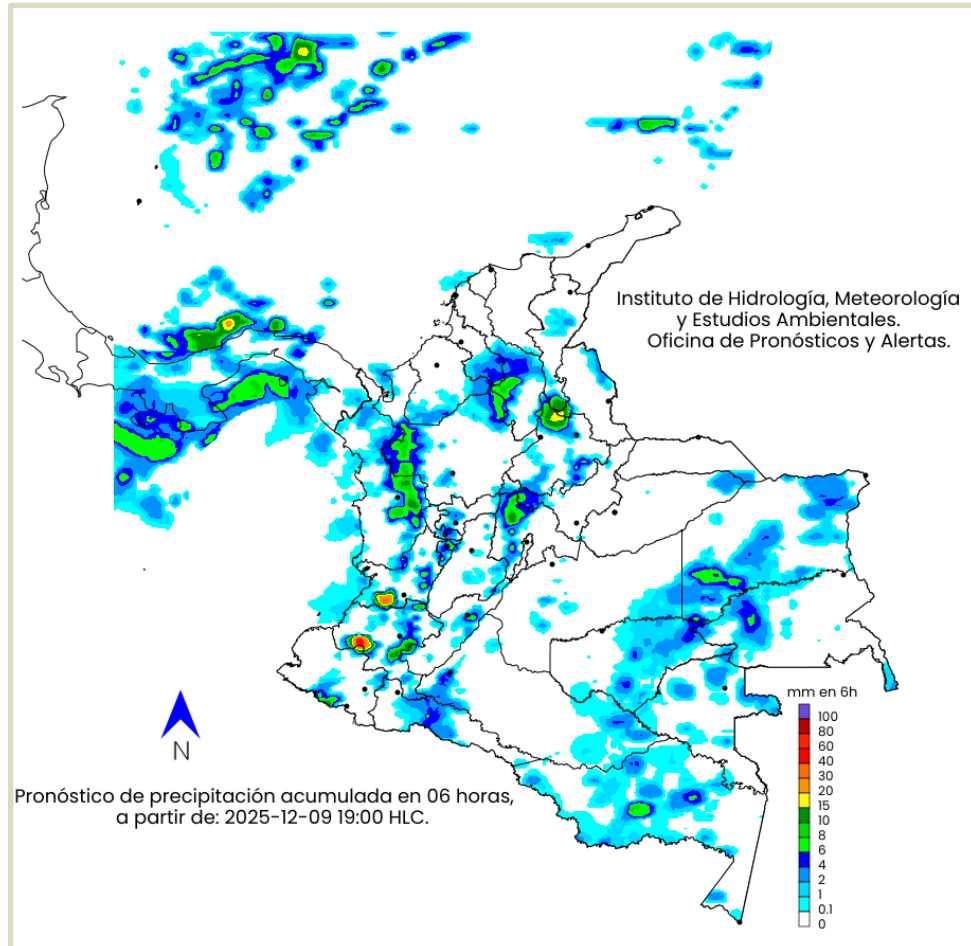 Instituto de Hidrología, Meteorología
y Estudios Ambientales.
Oficina de Pronósticos y Alertas.
N
Pronóstico de precipitación acumulada en 06 horas,
a partir de: 2025-12-09 19:00 HLC.
mm en 6h
100
80
60
40
30
20
15
10
8
6
4
2
1
0.1
0